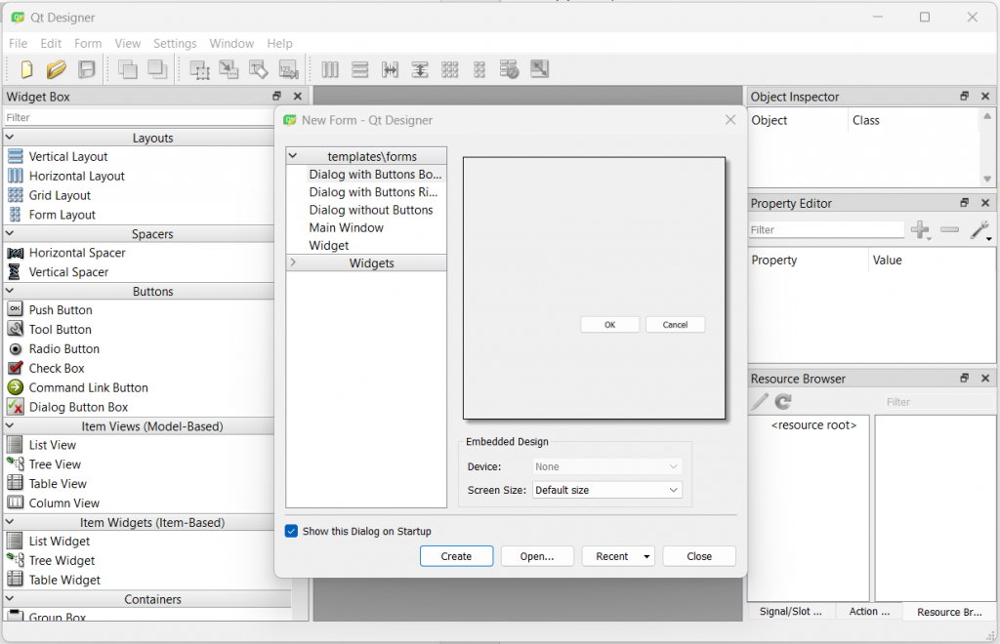 Qt Designer
File Edit Form View Settings Window Help
Widget Box
Filter
Layouts
Vertical Layout
Horizontal Layout
Grid Layout
Form Layout
Spacers
Horizontal Spacer
Vertical Spacer
Buttons
Push Button
Tool Button
Radio Button
Check Box
Command Link Button
Dialog Button Box
Item Views (Model-Based)
List View
Tree View
Table View
Column View
Item Widgets (Item-Based)
List Widget
Tree Widget
Table Widget
Containers
Group Box
New Form - Qt Designer
templates\forms
Dialog with Buttons Bo...
Dialog with Buttons Ri...
Dialog without Buttons
Main Window
Widget
Widgets
OK Cancel
Embedded Design
Device: None
Screen Size: Default size
Show this Dialog on Startup
Create Open... Recent Close
Object Inspector
Object Class
Property Editor
Filter
Property Value
Resource Browser
Filter
<resource root>
Signal/Slot ... Action ... Resource Br...